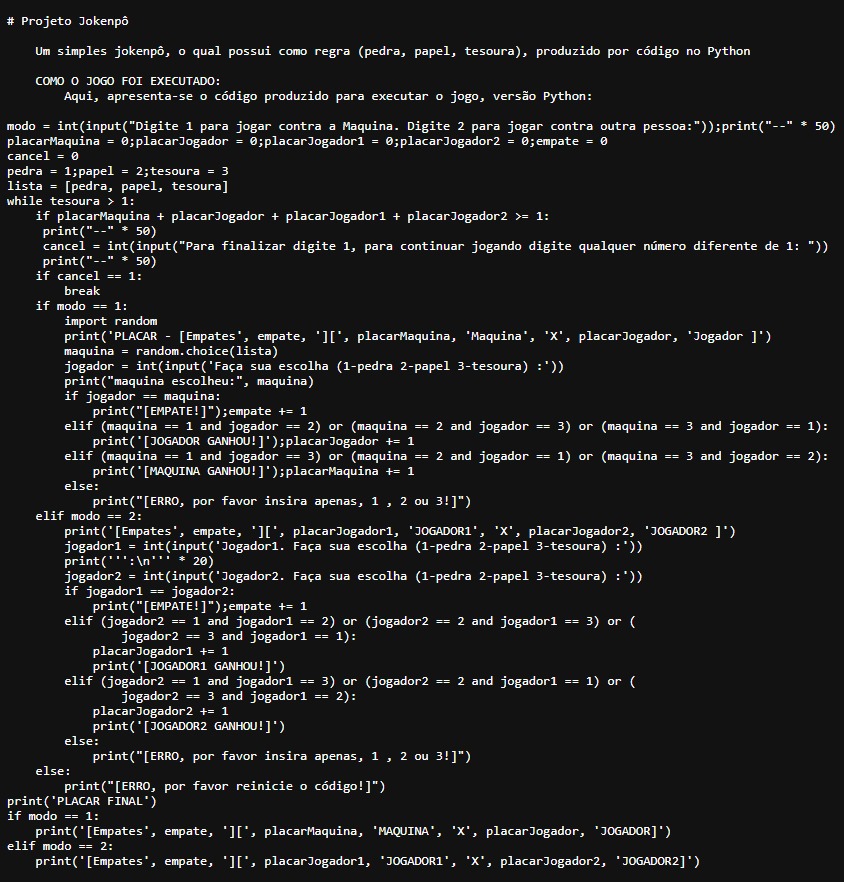 # Projeto Jokenpô
Um simples jokenpô, o qual possui como regra (pedra, papel, tesoura), produzido por código no Python
COMO O JOGO FOI EXECUTADO:
Aqui, apresenta-se o código produzido para executar o jogo, versão Python:
modo = int(input("Digite 1 para jogar contra a Maquina. Digite 2 para jogar contra outra pessoa:"));print("--" * 50)
placarMaquina = 0;placarJogador = 0;placarJogador1 = 0;placarJogador2 = 0;empate = 0
cancel = 0
pedra = 1;papel = 2;tesoura = 3
lista = [pedra, papel, tesoura]
while tesoura > 1:
    if placarMaquina + placarJogador + placarJogador1 + placarJogador2 >= 1:
     print("--" * 50)
     cancel = int(input("Para finalizar digite 1, para continuar jogando digite qualquer número diferente de 1: "))
     print("--" * 50)
    if cancel == 1:
        break
    if modo == 1:
        import random
        print('PLACAR - [Empates', empate, '][', placarMaquina, 'Maquina', 'X', placarJogador, 'Jogador ]')
        maquina = random.choice(lista)
        jogador = int(input('Faça sua escolha (1-pedra 2-papel 3-tesoura) :'))
        print("maquina escolheu:", maquina)
        if jogador == maquina:
            print("[EMPATE!]");empate += 1
        elif (maquina == 1 and jogador == 2) or (maquina == 2 and jogador == 3) or (maquina == 3 and jogador == 1):
            print('[JOGADOR GANHOU!]');placarJogador += 1
        elif (maquina == 1 and jogador == 3) or (maquina == 2 and jogador == 1) or (maquina == 3 and jogador == 2):
            print('[MAQUINA GANHOU!]');placarMaquina += 1
        else:
            print("[ERRO, por favor insira apenas, 1 , 2 ou 3!]")
    elif modo == 2:
        print('[Empates', empate, '][', placarJogador1, 'JOGADOR1', 'X', placarJogador2, 'JOGADOR2 ]')
        jogador1 = int(input('Jogador1. Faça sua escolha (1-pedra 2-papel 3-tesoura) :'))
        print(''':\n''' * 20)
        jogador2 = int(input('Jogador2. Faça sua escolha (1-pedra 2-papel 3-tesoura) :'))
        if jogador1 == jogador2:
            print("[EMPATE!]");empate += 1
        elif (jogador2 == 1 and jogador1 == 2) or (jogador2 == 2 and jogador1 == 3) or (
                jogador2 == 3 and jogador1 == 1):
            placarJogador1 += 1
            print('[JOGADOR1 GANHOU!]')
        elif (jogador2 == 1 and jogador1 == 3) or (jogador2 == 2 and jogador1 == 1) or (
                jogador2 == 3 and jogador1 == 2):
            placarJogador2 += 1
            print('[JOGADOR2 GANHOU!]')
        else:
            print("[ERRO, por favor insira apenas, 1 , 2 ou 3!]")
    else:
        print("[ERRO, por favor reinicie o código!]")
print('PLACAR FINAL')
if modo == 1:
    print('[Empates', empate, '][', placarMaquina, 'MAQUINA', 'X', placarJogador, 'JOGADOR]')
elif modo == 2:
    print('[Empates', empate, '][', placarJogador1, 'JOGADOR1', 'X', placarJogador2, 'JOGADOR2]')